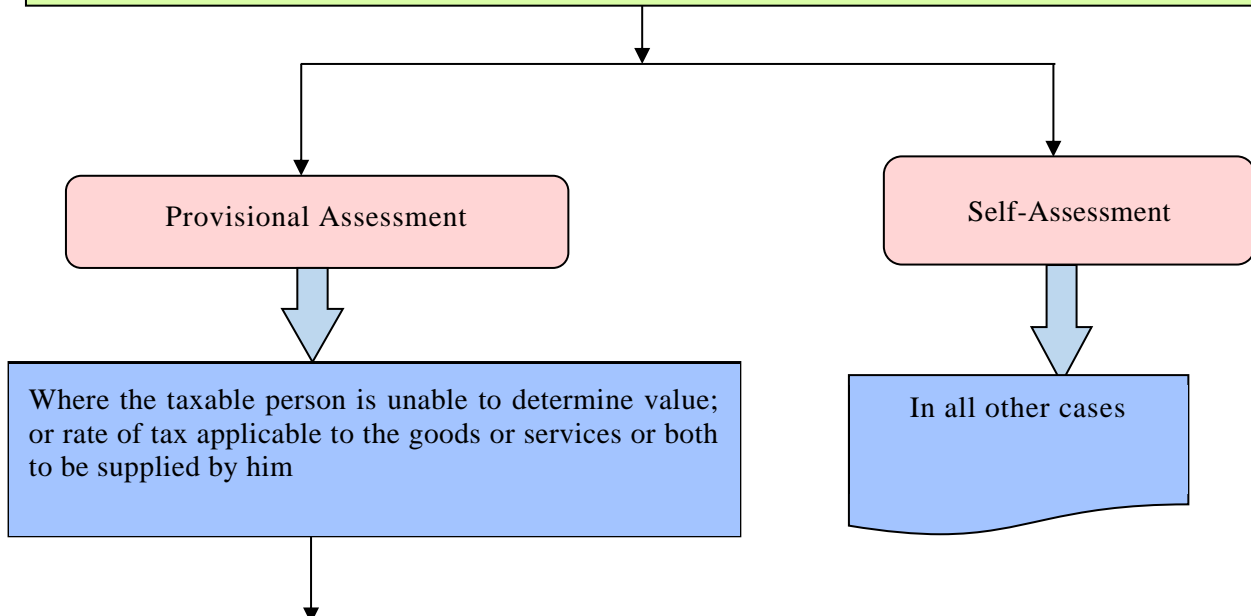 Provisional Assessment
Self-Assessment
Where the taxable person is unable to determine value;
or rate of tax applicable to the goods or services or both
to be supplied by him
In all other cases